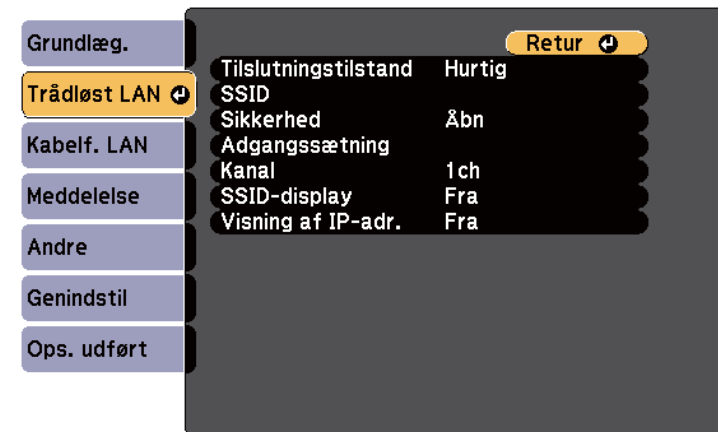 Grundlæg.
Trådløst LAN
Kabelf. LAN
Meddelelse
Andre
Genindstil
Ops. udført
Retur
Tilslutningstilstand Hurtig
SSID
Sikkerhed Åbn
Adgangssætning
Kanal 1ch
SSID-display Fra
Visning af IP-adr. Fra